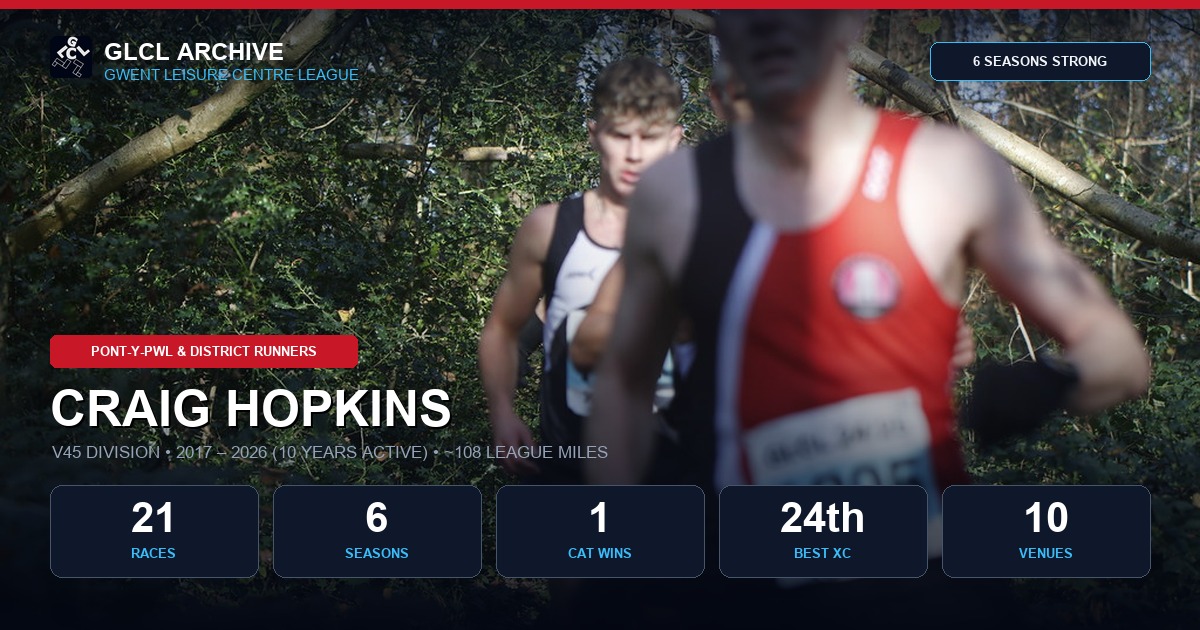 GLCL ARCHIVE
GWENT LEISURE CENTRE LEAGUE
6 SEASONS STRONG
PONT-Y-PWL & DISTRICT RUNNERS
CRAIG HOPKINS
V45 DIVISION • 2017 – 2026 (10 YEARS ACTIVE) • ~108 LEAGUE MILES
21
RACES
6
SEASONS
1
CAT WINS
24th
BEST XC
10
VENUES